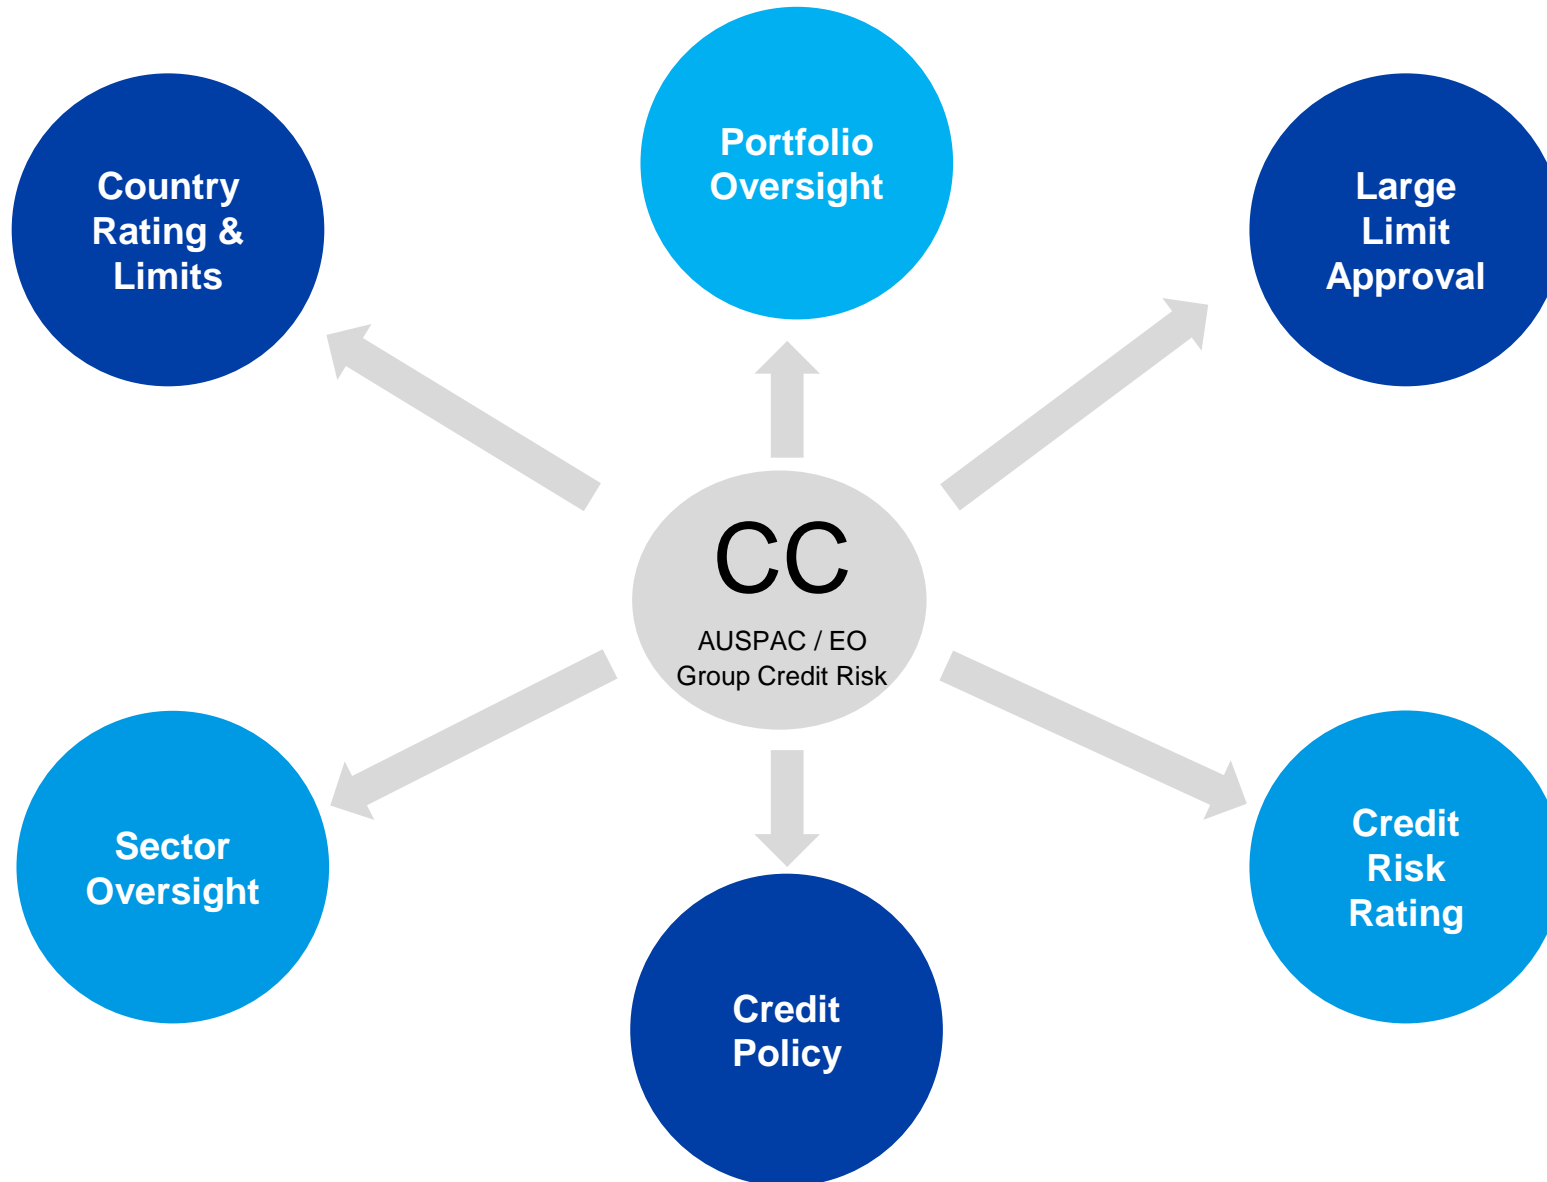 Portfolio
Oversight
Country
Rating &
Limits
Large
Limit
Approval
CC
AUSPAC / EO
Group Credit Risk
Sector
Oversight
Credit
Risk
Rating
Credit
Policy